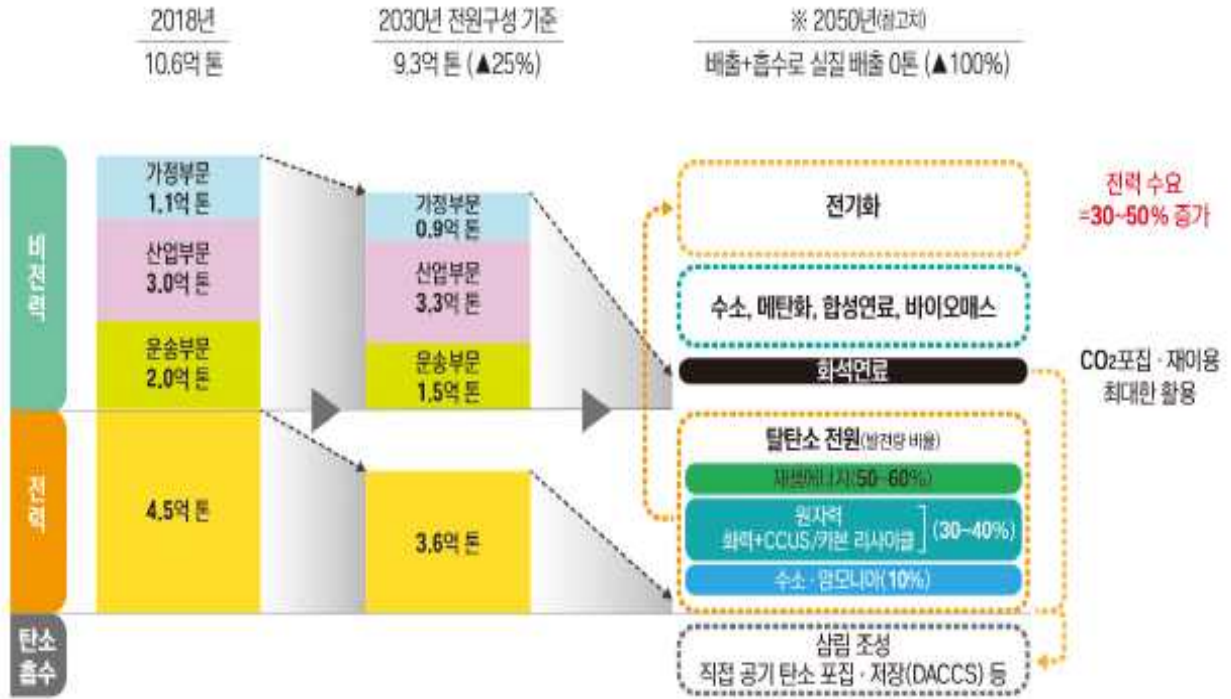 2018년
10.6억 톤
2030년 전원구성 기준
9.3억 톤 (▲25%)
※ 2050년(참고치)
배출+흡수로 실질 배출 0톤 (▲100%)
비전력
가정부문
1.1억 톤
산업부문
3.0억 톤
운송부문
2.0억 톤
가정부문
0.9억 톤
산업부문
3.3억 톤
운송부문
1.5억 톤
전기화
수소, 메탄화, 합성연료, 바이오매스
화석연료
전력 수요
=30~50% 증가
CO2포집 · 재이용
최대한 활용
전력
4.5억 톤
3.6억 톤
탈탄소 전원(발전량 비율)
재생에너지(50~60%)
원자력
화력+CCUS/카본 리사이클
(30~40%)
수소 · 암모니아(10%)
탄소
흡수
삼림 조성
직접 공기 탄소 포집 · 저장(DACCS) 등